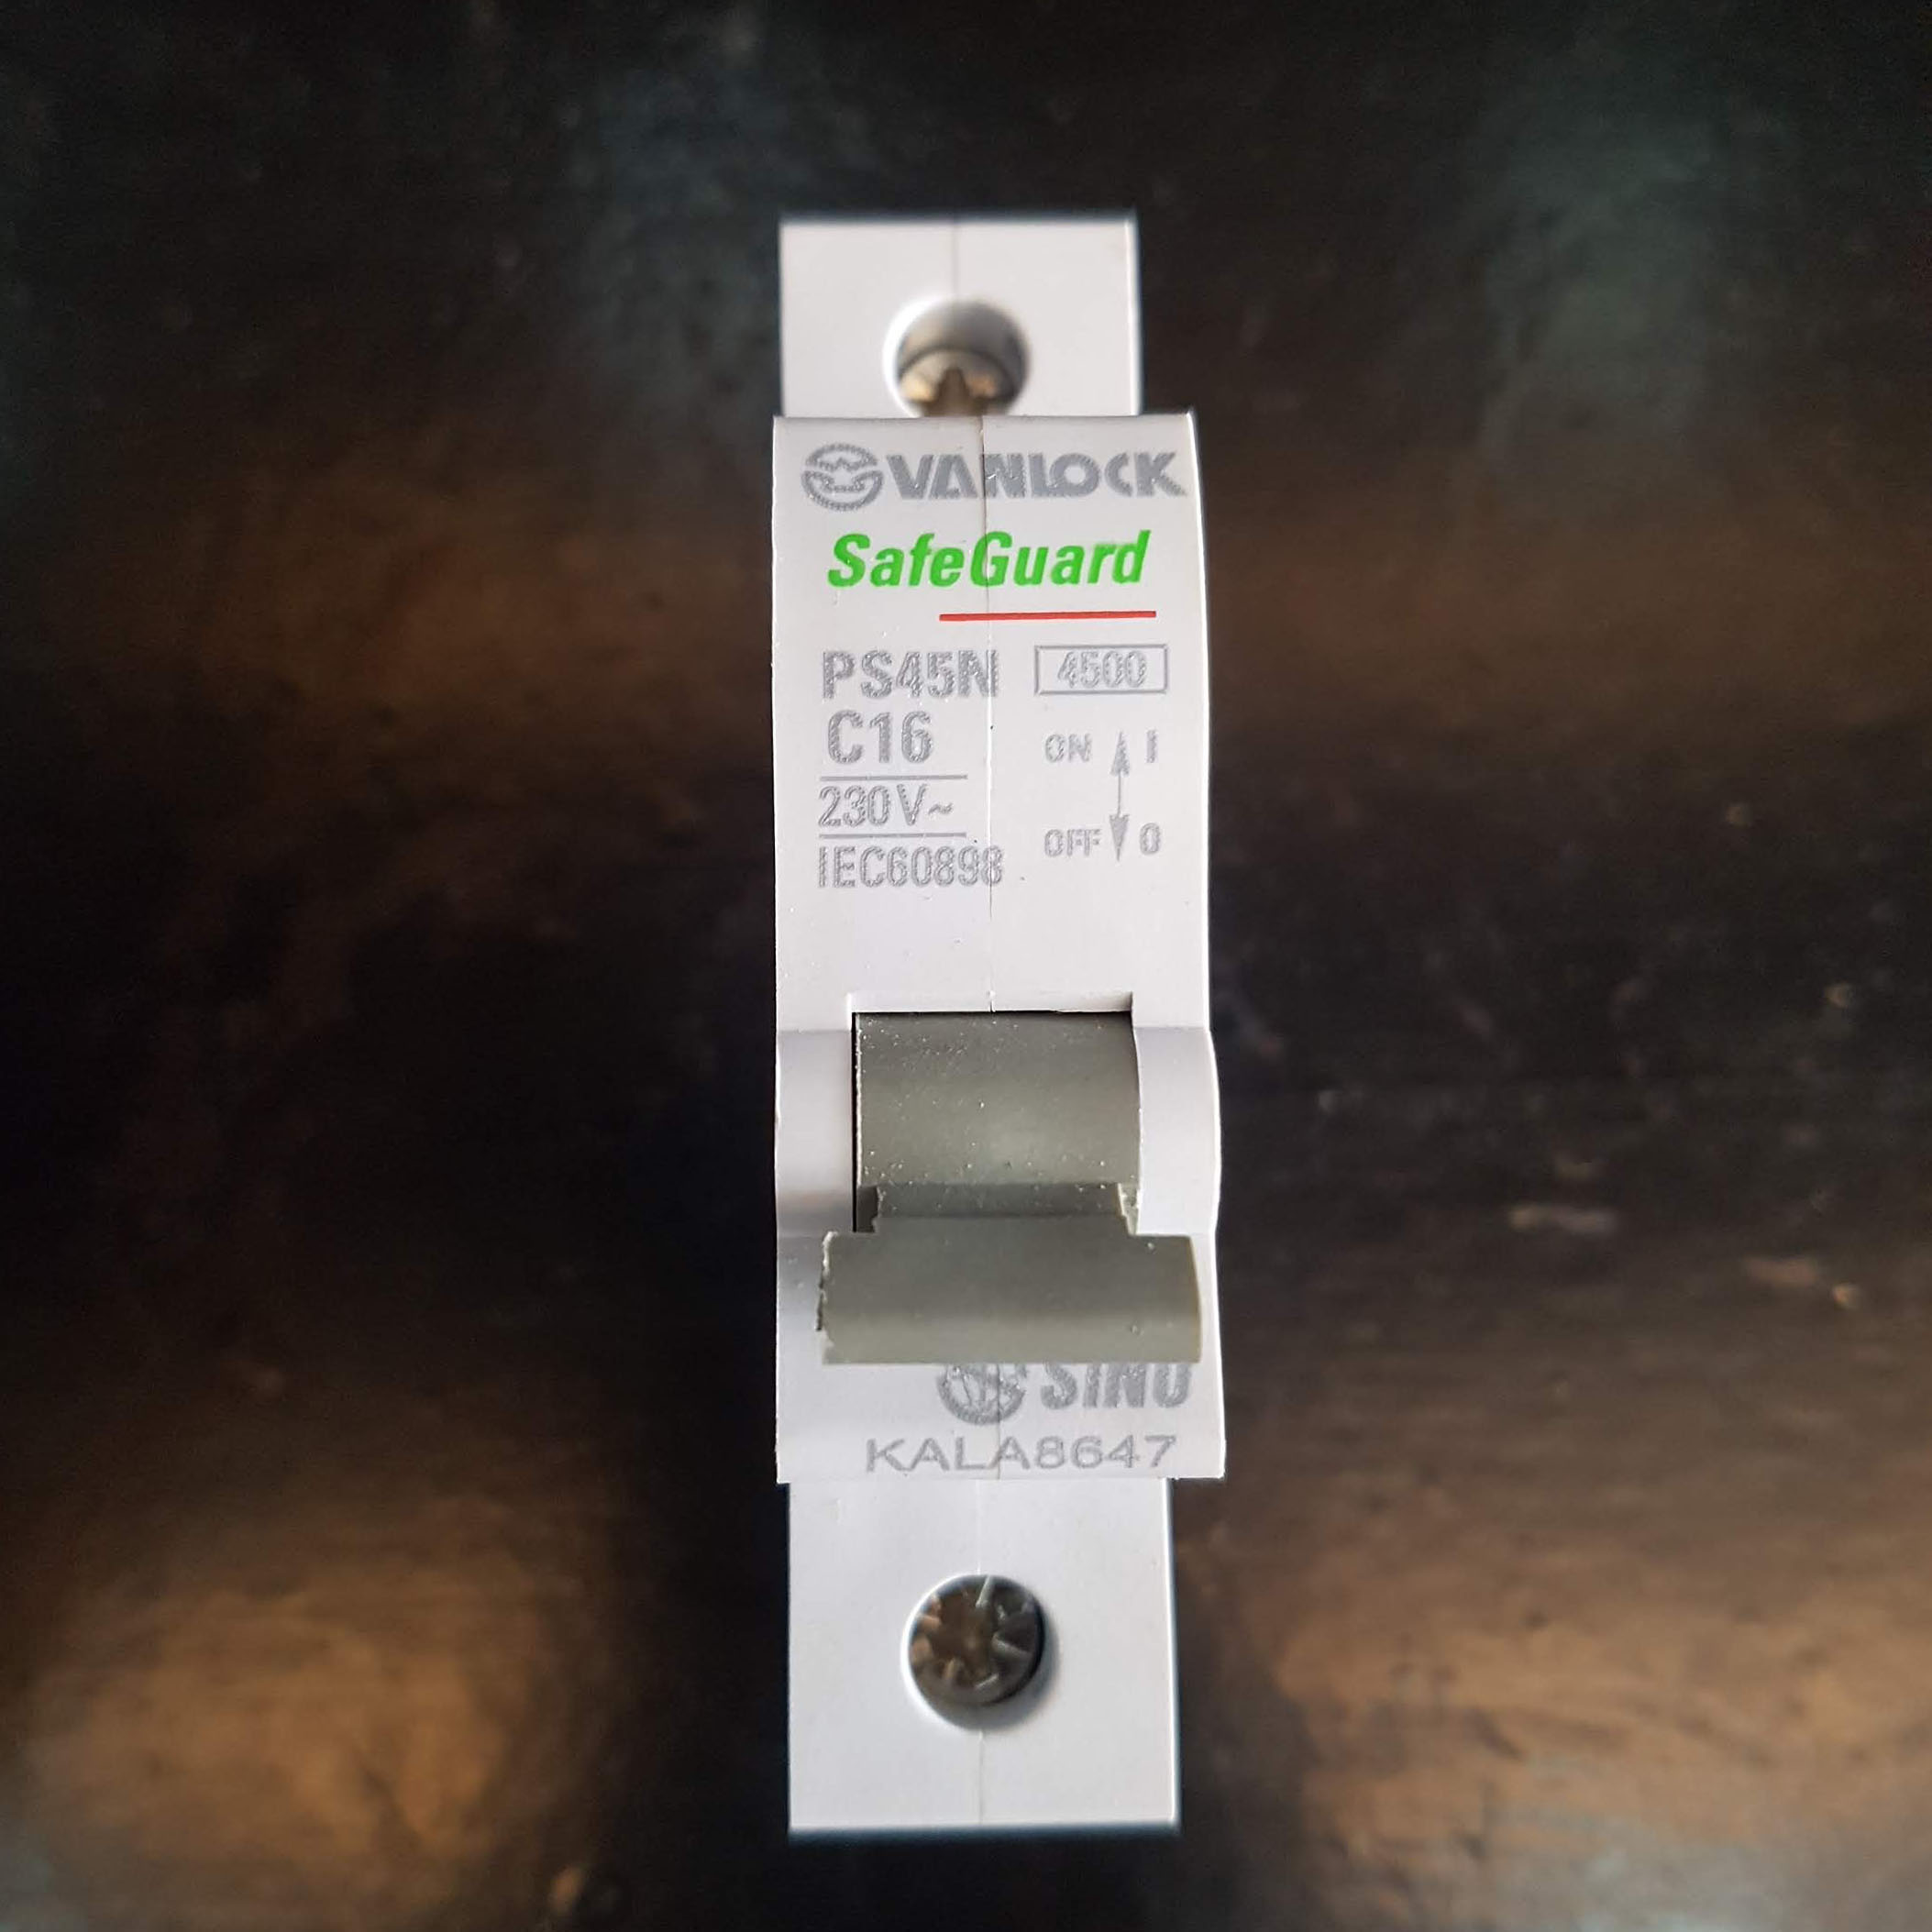 VANLOCK
SafeGuard
PS45N 4500
C16
ON I
230V~
OFF O
IEC60898
SINO
KALA8647